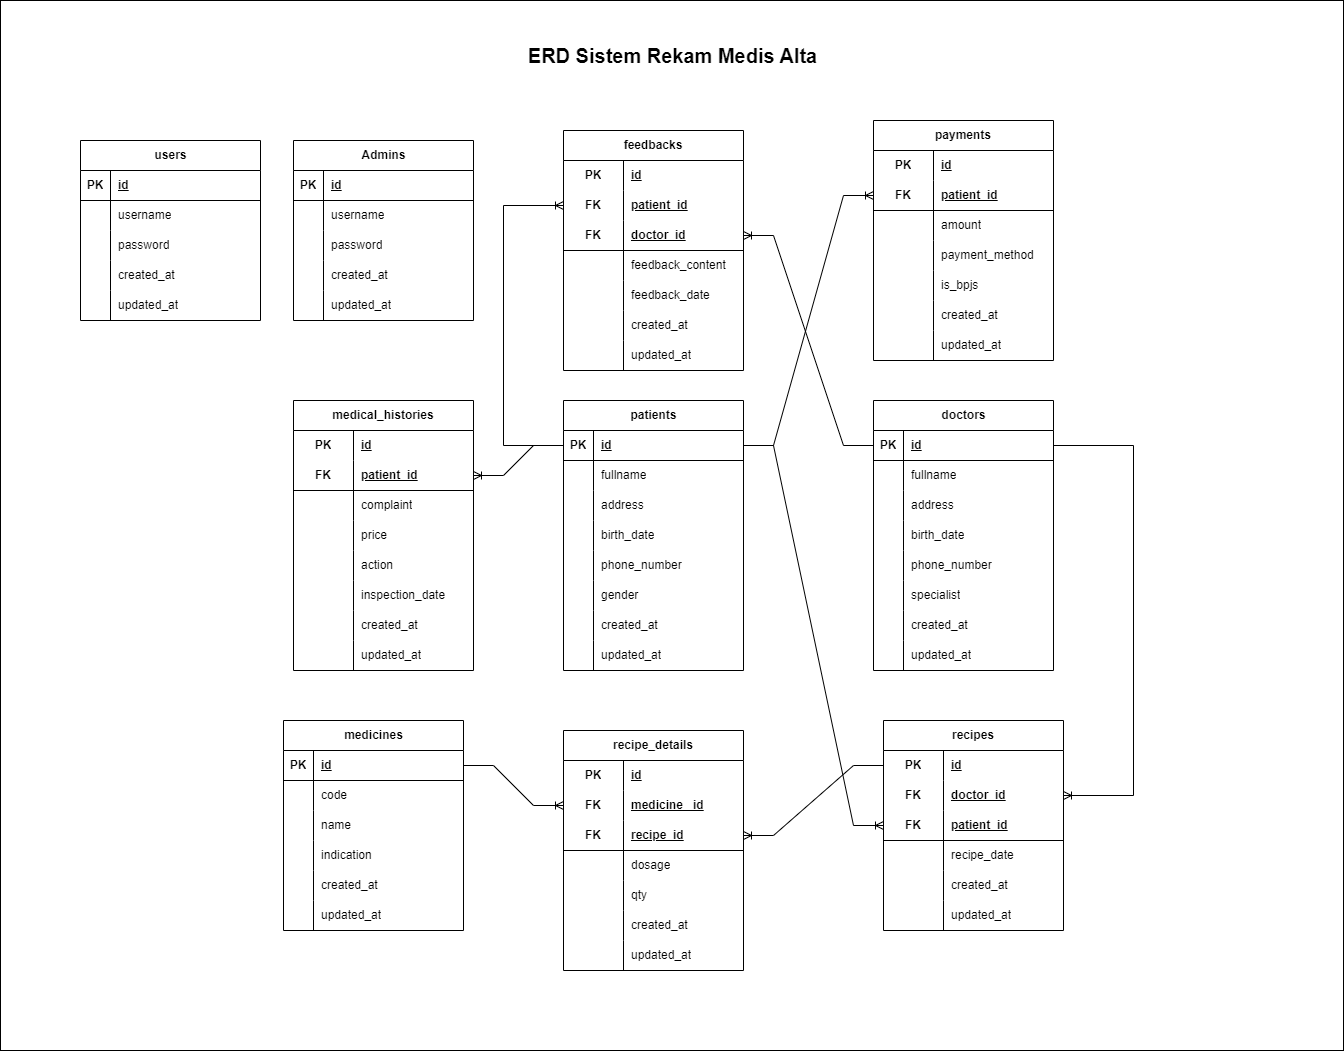 ERD Sistem Rekam Medis Alta
users
PK id
username
password
created_at
updated_at
Admins
PK id
username
password
created_at
updated_at
feedbacks
PK id
FK patient_id
FK doctor_id
feedback_content
feedback_date
created_at
updated_at
payments
PK id
FK patient_id
amount
payment_method
is_bpjs
created_at
updated_at
medical_histories
PK id
FK patient_id
complaint
price
action
inspection_date
created_at
updated_at
patients
PK id
fullname
address
birth_date
phone_number
gender
created_at
updated_at
doctors
PK id
fullname
address
birth_date
phone_number
specialist
created_at
updated_at
medicines
PK id
code
name
indication
created_at
updated_at
recipe_details
PK id
FK medicine_id
FK recipe_id
dosage
qty
created_at
updated_at
recipes
PK id
FK doctor_id
FK patient_id
recipe_date
created_at
updated_at